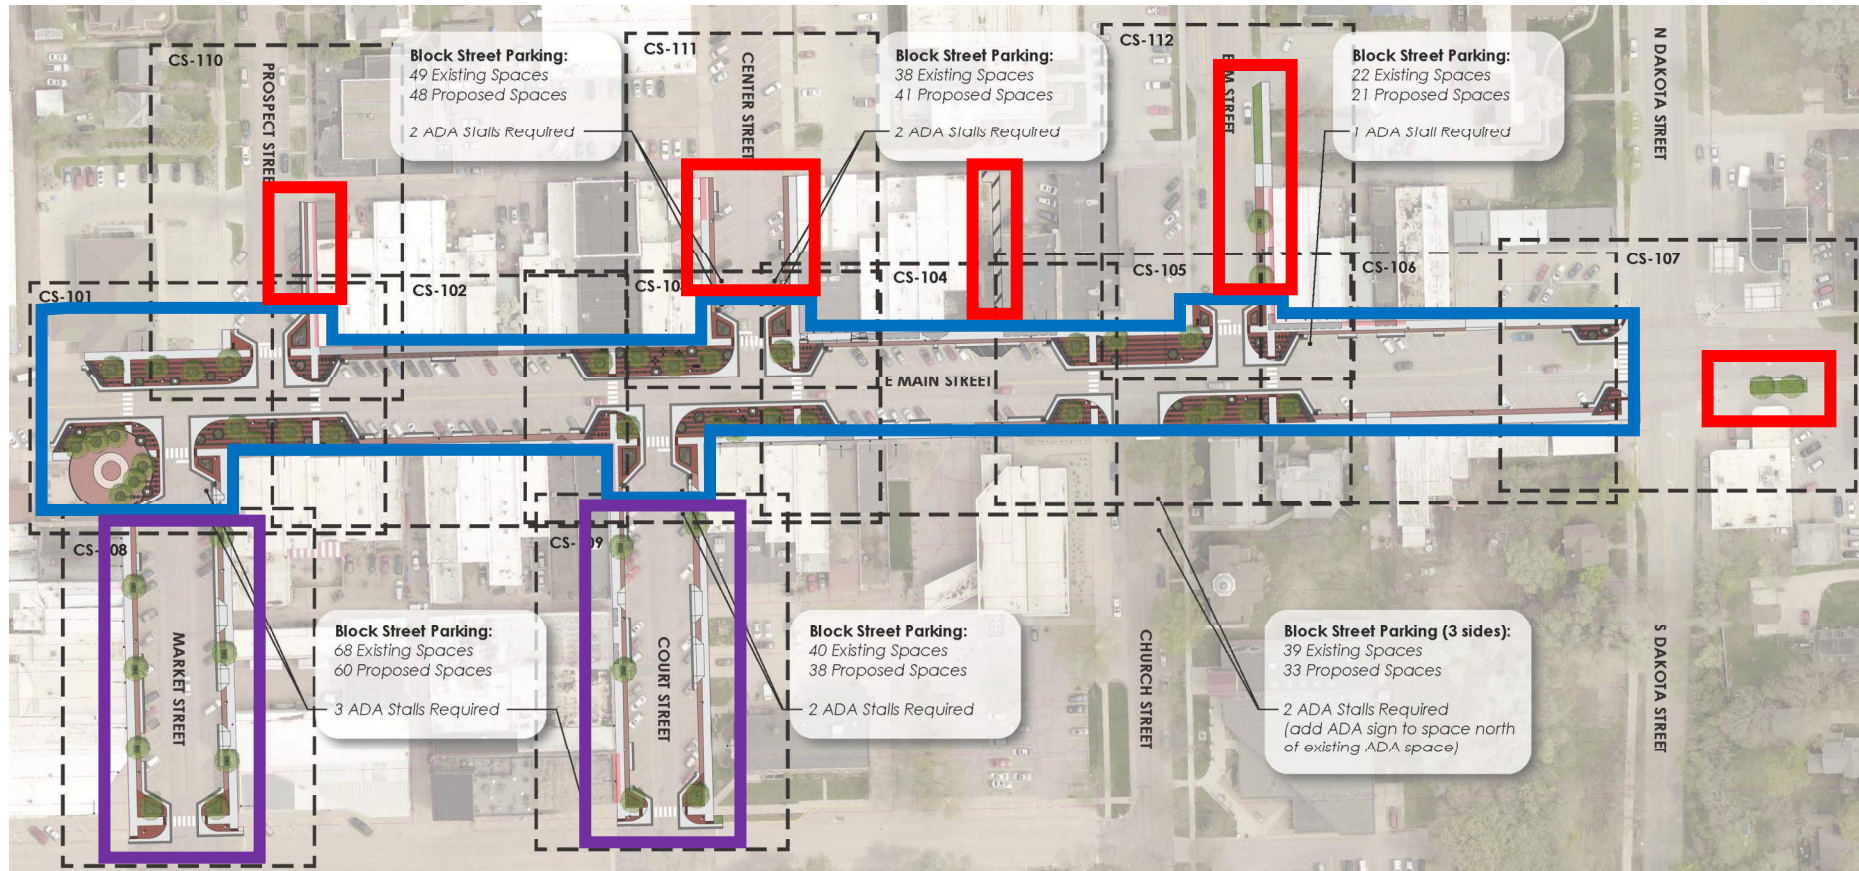 CS-110
Block Street Parking:
49 Existing Spaces
48 Proposed Spaces
2 ADA Stalls Required
CS-111
Block Street Parking:
38 Existing Spaces
41 Proposed Spaces
2 ADA Stalls Required
CS-112
Block Street Parking:
22 Existing Spaces
21 Proposed Spaces
1 ADA Stall Required
PROSPECT STREET
CENTER STREET
STREET
N DAKOTA STREET
CS-101
CS-102
CS-104
CS-105
CS-106
CS-107
E MAIN STREET
Block Street Parking:
68 Existing Spaces
60 Proposed Spaces
3 ADA Stalls Required
Block Street Parking:
40 Existing Spaces
38 Proposed Spaces
2 ADA Stalls Required
Block Street Parking (3 sides):
39 Existing Spaces
33 Proposed Spaces
2 ADA Stalls Required
(add ADA sign to space north
of existing ADA space)
MARKET STREET
COURT STREET
CHURCH STREET
S DAKOTA STREET